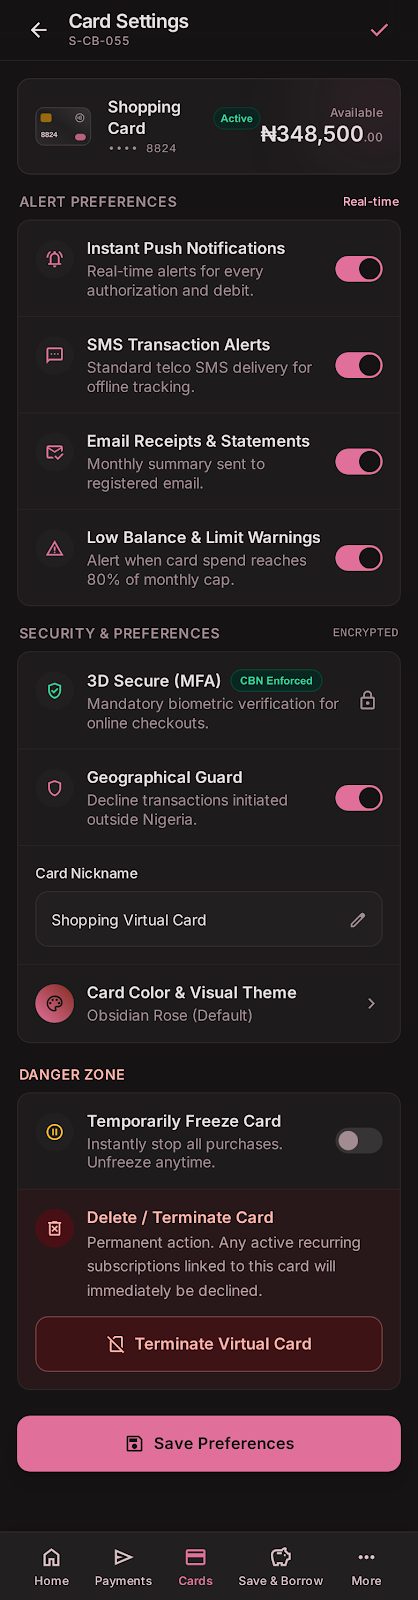 Card Settings
S-CB-055
Shopping
Card
•••• 8824
8824
Active
Available
₦348,500.00
ALERT PREFERENCES
Real-time
Instant Push Notifications
Real-time alerts for every
authorization and debit.
SMS Transaction Alerts
Standard telco SMS delivery for
offline tracking.
Email Receipts & Statements
Monthly summary sent to
registered email.
Low Balance & Limit Warnings
Alert when card spend reaches
80% of monthly cap.
SECURITY & PREFERENCES
ENCRYPTED
3D Secure (MFA)
CBN Enforced
Mandatory biometric verification for
online checkouts.
Geographical Guard
Decline transactions initiated
outside Nigeria.
Card Nickname
Shopping Virtual Card
Card Color & Visual Theme
Obsidian Rose (Default)
DANGER ZONE
Temporarily Freeze Card
Instantly stop all purchases.
Unfreeze anytime.
Delete / Terminate Card
Permanent action. Any active recurring
subscriptions linked to this card will
immediately be declined.
Terminate Virtual Card
Save Preferences
Home
Payments
Cards
Save & Borrow
More